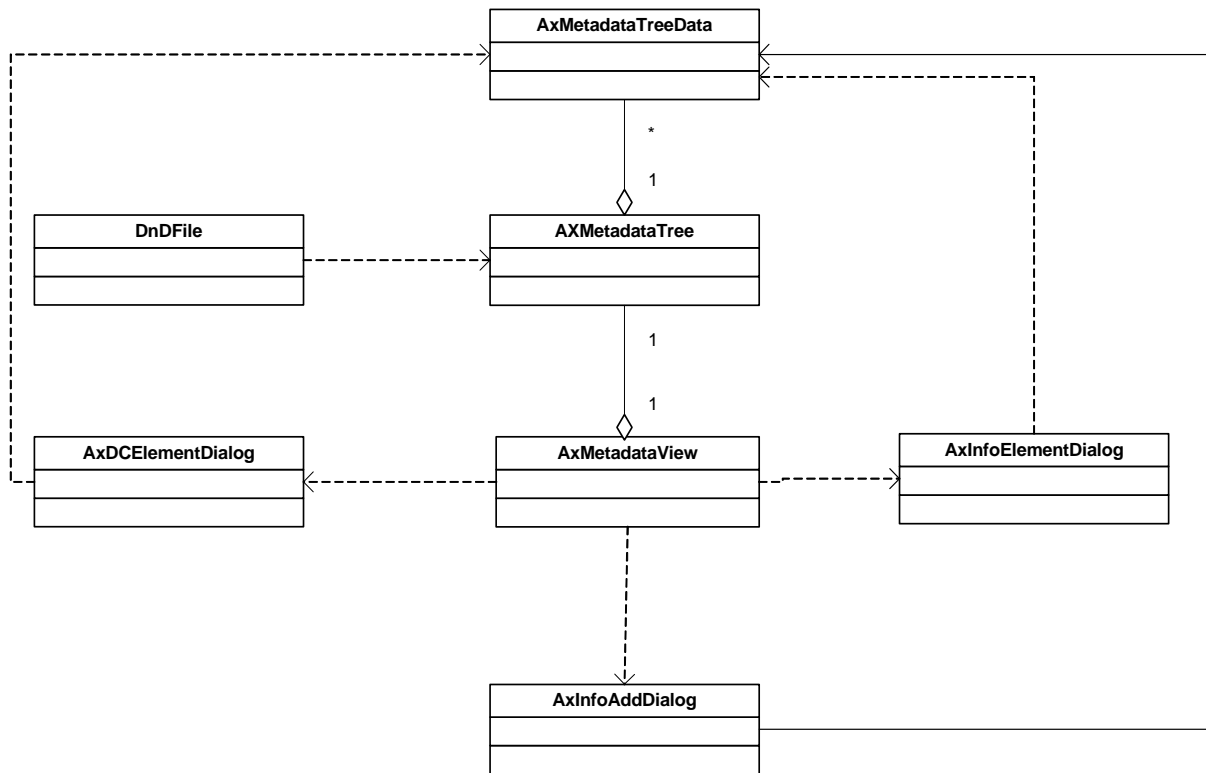 AxMetadataTreeData
*
1
DnDFile
AXMetadataTree
1
1
AxDCElementDialog
AxMetadataView
AxInfoElementDialog
AxInfoAddDialog